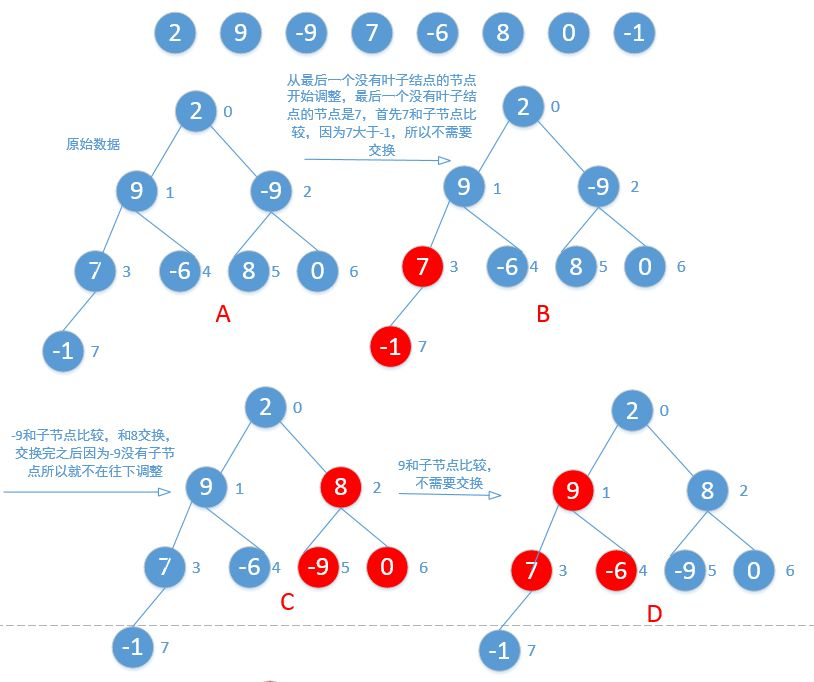 2 9 -9 7 -6 8 0 -1
从最后一个没有叶子结点的节点
开始调整，最后一个没有叶子结
点的节点是7，首先7和子节点比
较，因为7大于-1，所以不需要
交换
原始数据
2 0
9 1 -9 2
7 3 -6 4 8 5 0 6
-1 7
A
2 0
9 1 -9 2
7 3 -6 4 8 5 0 6
-1 7
B
-9和子节点比较，和8交换，
交换完之后因为-9没有子节
点所以就不在往下调整
2 0
9 1 8 2
7 3 -6 4 -9 5 0 6
-1 7
C
9和子节点比较，
不需要交换
2 0
9 1 8 2
7 3 -6 4 -9 5 0 6
-1 7
D